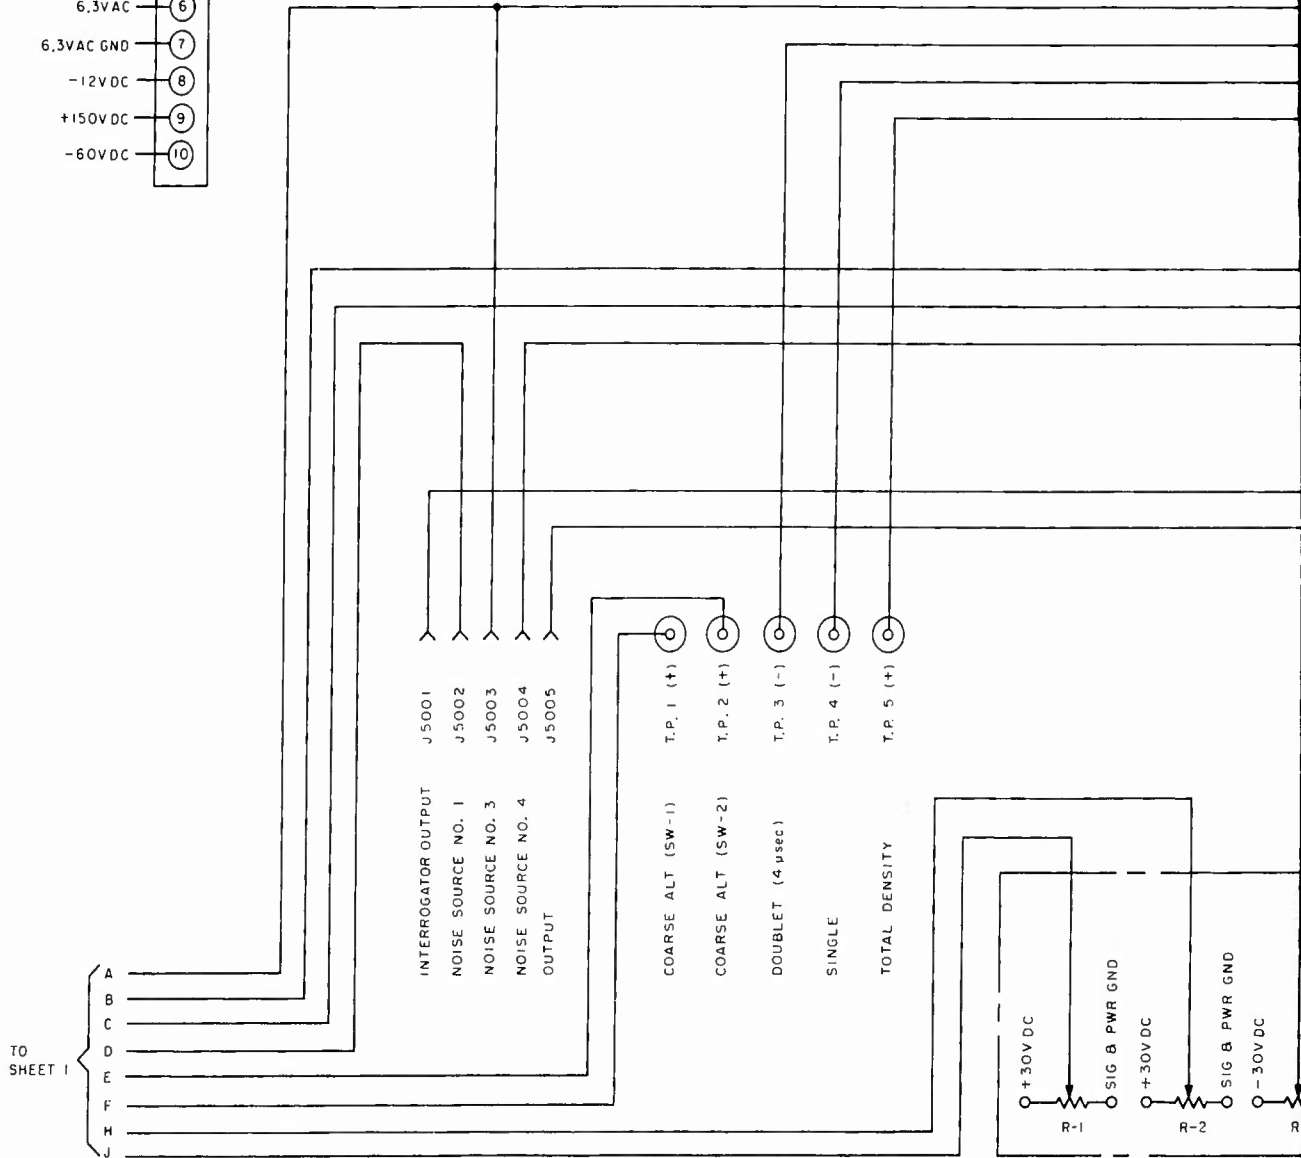 6.3VAC 6
6.3VAC GND 7
-12VDC 8
+150VDC 9
-60VDC 10
J5001
J5002
J5003
J5004
J5005
INTERROGATOR OUTPUT
NOISE SOURCE NO. 1
NOISE SOURCE NO. 3
NOISE SOURCE NO. 4
OUTPUT
T.P. 1 (+)
T.P. 2 (+)
T.P. 3 (-)
T.P. 4 (-)
T.P. 5 (+)
COARSE ALT (SW-1)
COARSE ALT (SW-2)
DOUBLET (4 μsec)
SINGLE
TOTAL DENSITY
TO
SHEET 1
A
B
C
D
E
F
H
J
+30VDC
SIG & PWR GND
+30VDC
SIG & PWR GND
-30VDC
R-1
R-2
R